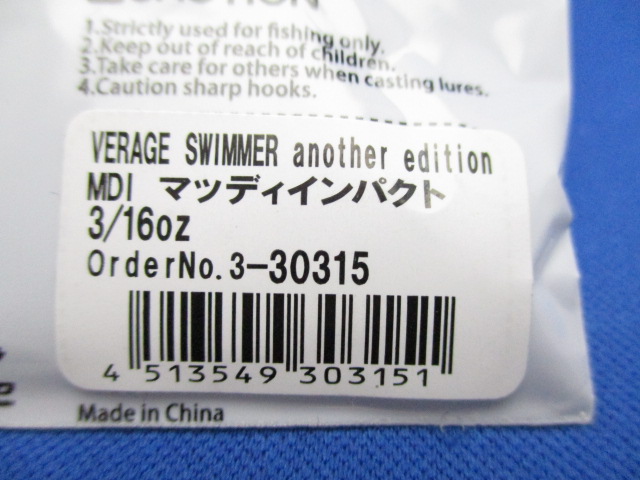 CAUTION
1.Strictly used for fishing only.
2.Keep out of reach of children.
3.Take care for others when casting lures.
4.Caution sharp hooks.
VERAGE SWIMMER another edition
MDI マッディインパクト
3/16oz
OrderNo.3-30315
4 513549 303151
Made in China